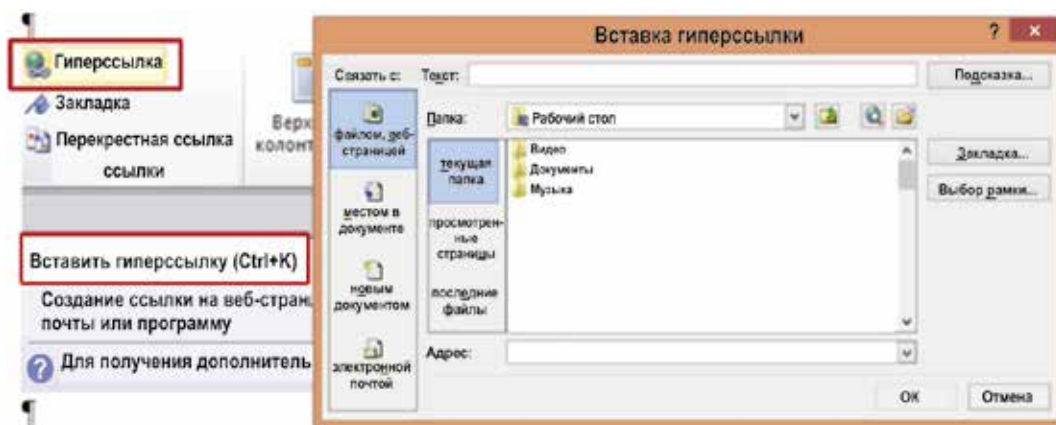 ¶
Гиперссылка
Закладка
Перекрестная ссылка
ссылки
Верх
колонт
Вставить гиперссылку (Ctrl+K)
Создание ссылки на веб-стран
почты или программу
? Для получения дополнитель
¶
Вставка гиперссылки
? ×
Связать с:
Текст:
Подсказка...
файлом, веб-
страницей
местом в
документе
новым
документом
электронной
почтой
Папка:
Рабочий стол
текущая
папка
просмотрен-
ные
страницы
последние
файлы
Видео
Документы
Музыка
Закладка...
Выбор рамки...
Адрес:
ОК
Отмена